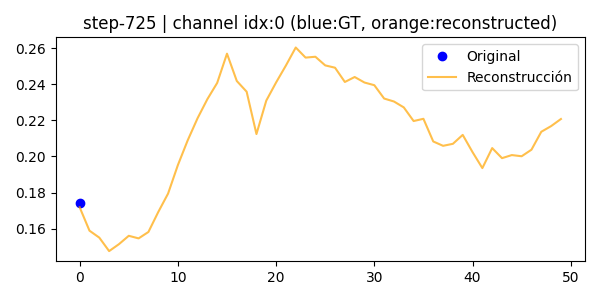 step-725 | channel idx:0 (blue:GT, orange:reconstructed)
Original
Reconstrucción
0.26
0.24
0.22
0.20
0.18
0.16
0 10 20 30 40 50